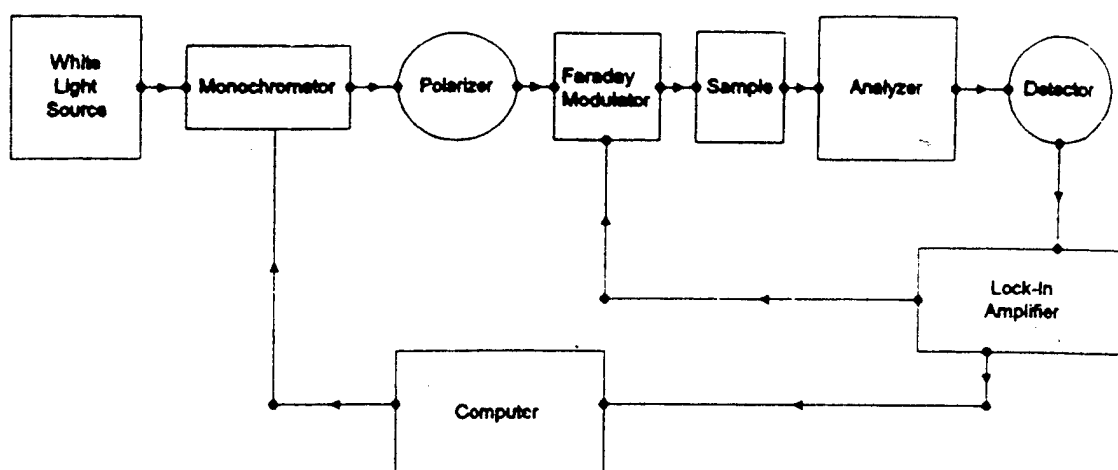 White
Light
Source
Monochromator
Polarizer
Faraday
Modulator
Sample
Analyzer
Detector
Lock-In
Amplifier
Computer